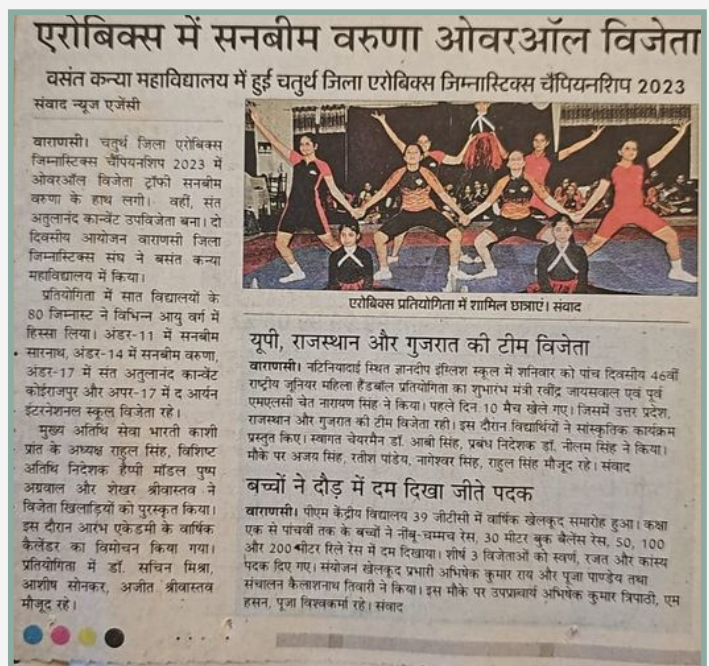 एरोबिक्स में सनबीम वरुणा ओवरऑल विजेता
वसंत कन्या महाविद्यालय में हुई चतुर्थ जिला एरोबिक्स जिम्नास्टिक्स चैंपियनशिप 2023
संवाद न्यूज एजेंसी
वाराणसी। चतुर्थ जिला एरोबिक्स
जिम्नास्टिक्स चैंपियनशिप 2023 में
ओवरऑल विजेता ट्रॉफी सनबीम
वरुणा के हाथ लगी। वहीं, संत
अतुलानंद कान्वेंट उपविजेता बना। दो
दिवसीय आयोजन वाराणसी जिला
जिम्नास्टिक्स संघ ने बसंत कन्या
महाविद्यालय में किया।
प्रतियोगिता में सात विद्यालयों के
80 जिम्नास्ट ने विभिन्न आयु वर्ग में
हिस्सा लिया। अंडर-11 में सनबीम
सारनाथ, अंडर-14 में सनबीम वरुणा,
अंडर-17 में संत अतुलानंद कान्वेंट
कोईराजपुर और अपर-17 में द आर्यन
इंटरनेशनल स्कूल विजेता रहे।
मुख्य अतिथि सेवा भारती काशी
प्रांत के अध्यक्ष राहुल सिंह, विशिष्ट
अतिथि निदेशक हैप्पी मॉडल पुष्प
अग्रवाल और शेखर श्रीवास्तव ने
विजेता खिलाड़ियों को पुरस्कृत किया।
इस दौरान आरंभ एकेडमी के वार्षिक
कैलेंडर का विमोचन किया गया।
प्रतियोगिता में डॉ. सचिन मिश्रा,
आशीष सोनकर, अजीत श्रीवास्तव
मौजूद रहे।
एरोबिक्स प्रतियोगिता में शामिल छात्राएं। संवाद
यूपी, राजस्थान और गुजरात की टीम विजेता
वाराणसी। नटिनियादाई स्थित ज्ञानदीप इंग्लिश स्कूल में शनिवार को पांच दिवसीय 46वीं
राष्ट्रीय जूनियर महिला हैंडबॉल प्रतियोगिता का शुभारंभ मंत्री रवींद्र जायसवाल एवं पूर्व
एमएलसी चेत नारायण सिंह ने किया। पहले दिन 10 मैच खेले गए। जिसमें उत्तर प्रदेश,
राजस्थान और गुजरात की टीम विजेता रही। इस दौरान विद्यार्थियों ने सांस्कृतिक कार्यक्रम
प्रस्तुत किए। स्वागत चेयरमैन डॉ. आबी सिंह, प्रबंध निदेशक डॉ. नीलम सिंह ने किया।
मौके पर अजय सिंह, रतीश पांडेय, नागेश्वर सिंह, राहुल सिंह मौजूद रहे। संवाद
बच्चों ने दौड़ में दम दिखा जीते पदक
वाराणसी। पीएम केंद्रीय विद्यालय 39 जीटीसी में वार्षिक खेलकूद समारोह हुआ। कक्षा
एक से पांचवीं तक के बच्चों ने नींबू-चम्मच रेस, 30 मीटर बुक बैलेंस रेस, 50, 100
और 200 मीटर रिले रेस में दम दिखाया। शीर्ष 3 विजेताओं को स्वर्ण, रजत और कांस्य
पदक दिए गए। संयोजन खेलकूद प्रभारी अभिषेक कुमार राय और पूजा पाण्डेय तथा
संचालन कैलाशनाथ तिवारी ने किया। इस मौके पर उपप्राचार्य अभिषेक कुमार त्रिपाठी, एम
हसन, पूजा विश्वकर्मा रहे। संवाद